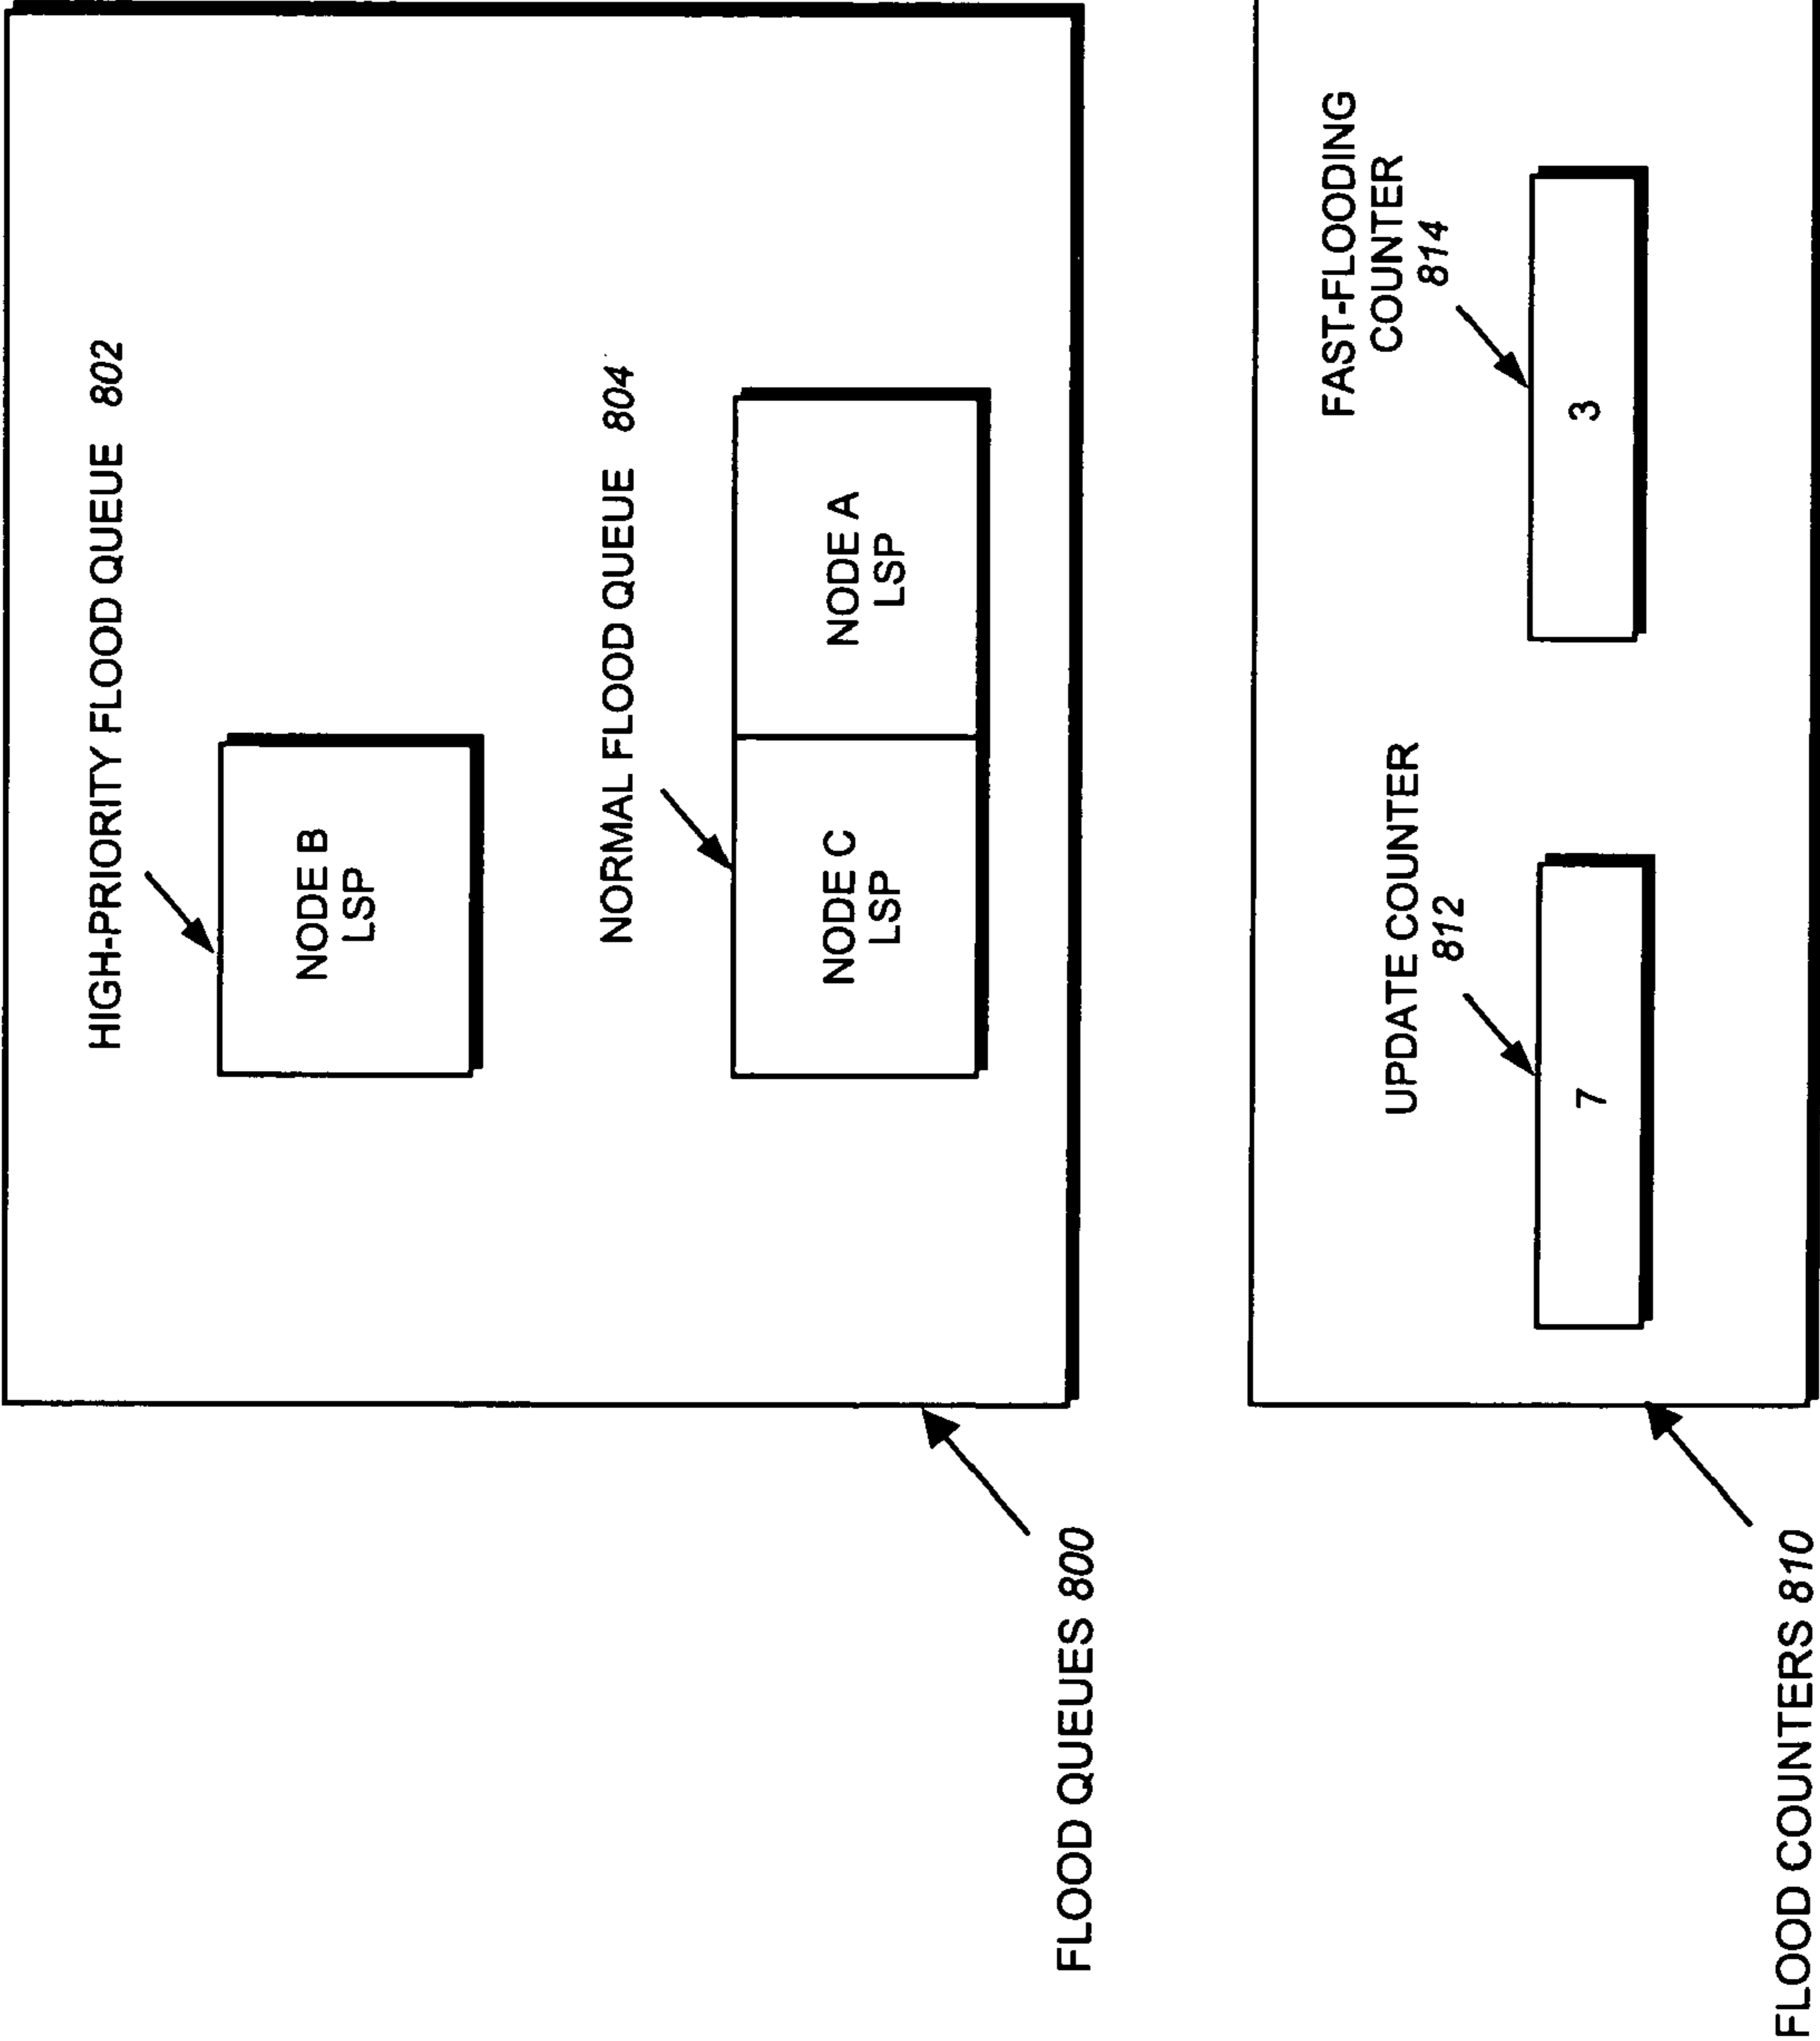 HIGH-PRIORITY FLOOD QUEUE 802
NODE B
LSP
NORMAL FLOOD QUEUE 804
NODE C
LSP
NODE A
LSP
FLOOD QUEUES 800
UPDATE COUNTER
812
7
FAST-FLOODING
COUNTER
814
3
FLOOD COUNTERS 810